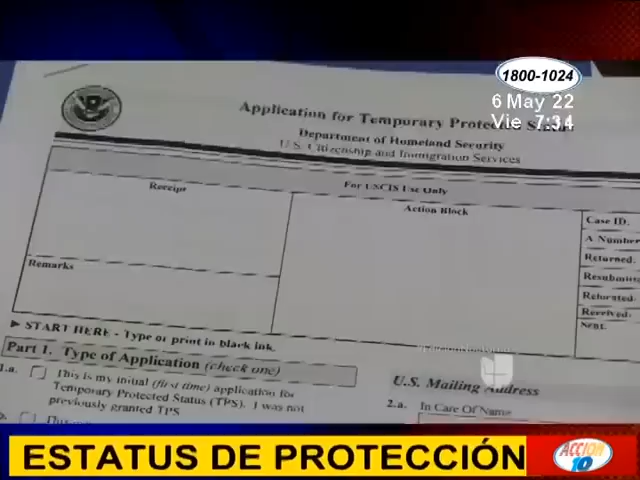 1800-1024
6 May 22
Vie 7:34
Application for Temporary Protected
Department of Homeland Security
U.S. Citizenship and Immigration Services
For USCIS Use Only
Receipt
Action Block
Case ID.
A Number
Returned.
Received:
Remarks
► START HERE - Type or print in black ink.
Part 1. Type of Application (check one)
1.a. This is my initial (first time) application for
Temporary Protected Status (TPS). I was not
previously granted TPS
U.S. Mailing Address
2.a. In Care Of Name
ESTATUS DE PROTECCIÓN
ACCION
10